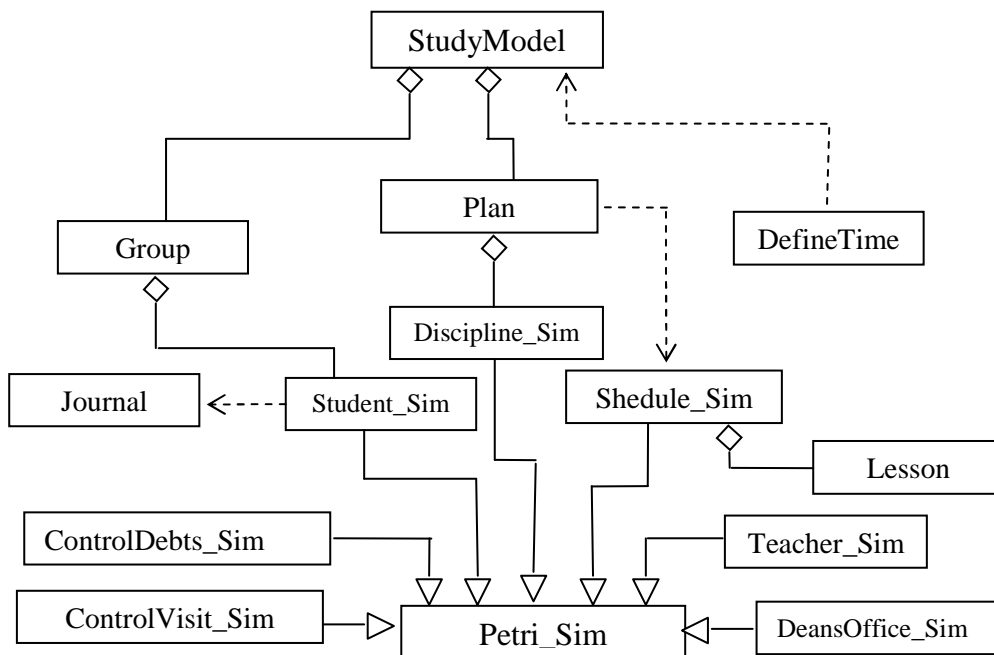 StudyModel
Plan
Group
DefineTime
Discipline_Sim
Journal
Student_Sim
Shedule_Sim
Lesson
ControlDebts_Sim
Teacher_Sim
ControlVisit_Sim
Petri_Sim
DeansOffice_Sim